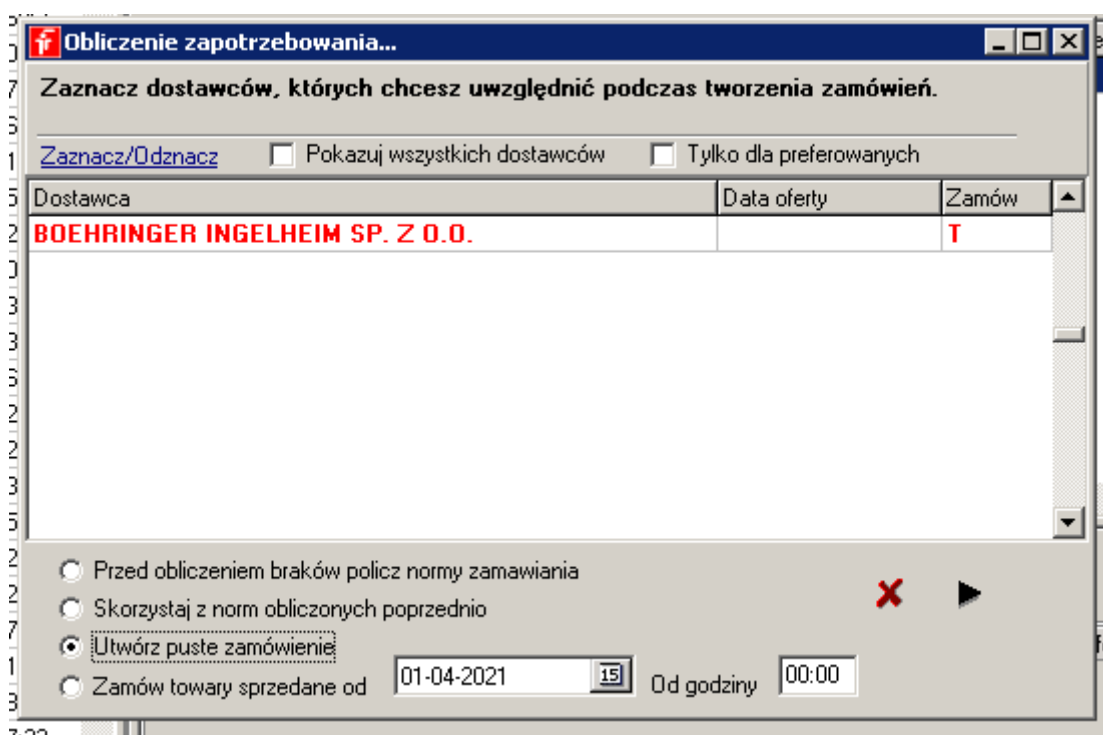 Obliczenie zapotrzebowania...
Zaznacz dostawców, których chcesz uwzględnić podczas tworzenia zamówień.
Zaznacz/Odznacz Pokazuj wszystkich dostawców Tylko dla preferowanych
Dostawca Data oferty Zamów
BOEHRINGER INGELHEIM SP. Z O.O. T
Przed obliczeniem braków policz normy zamawiania
Skorzystaj z norm obliczonych poprzednio
Utwórz puste zamówienie
Zamów towary sprzedane od 01-04-2021 15 Od godziny 00:00